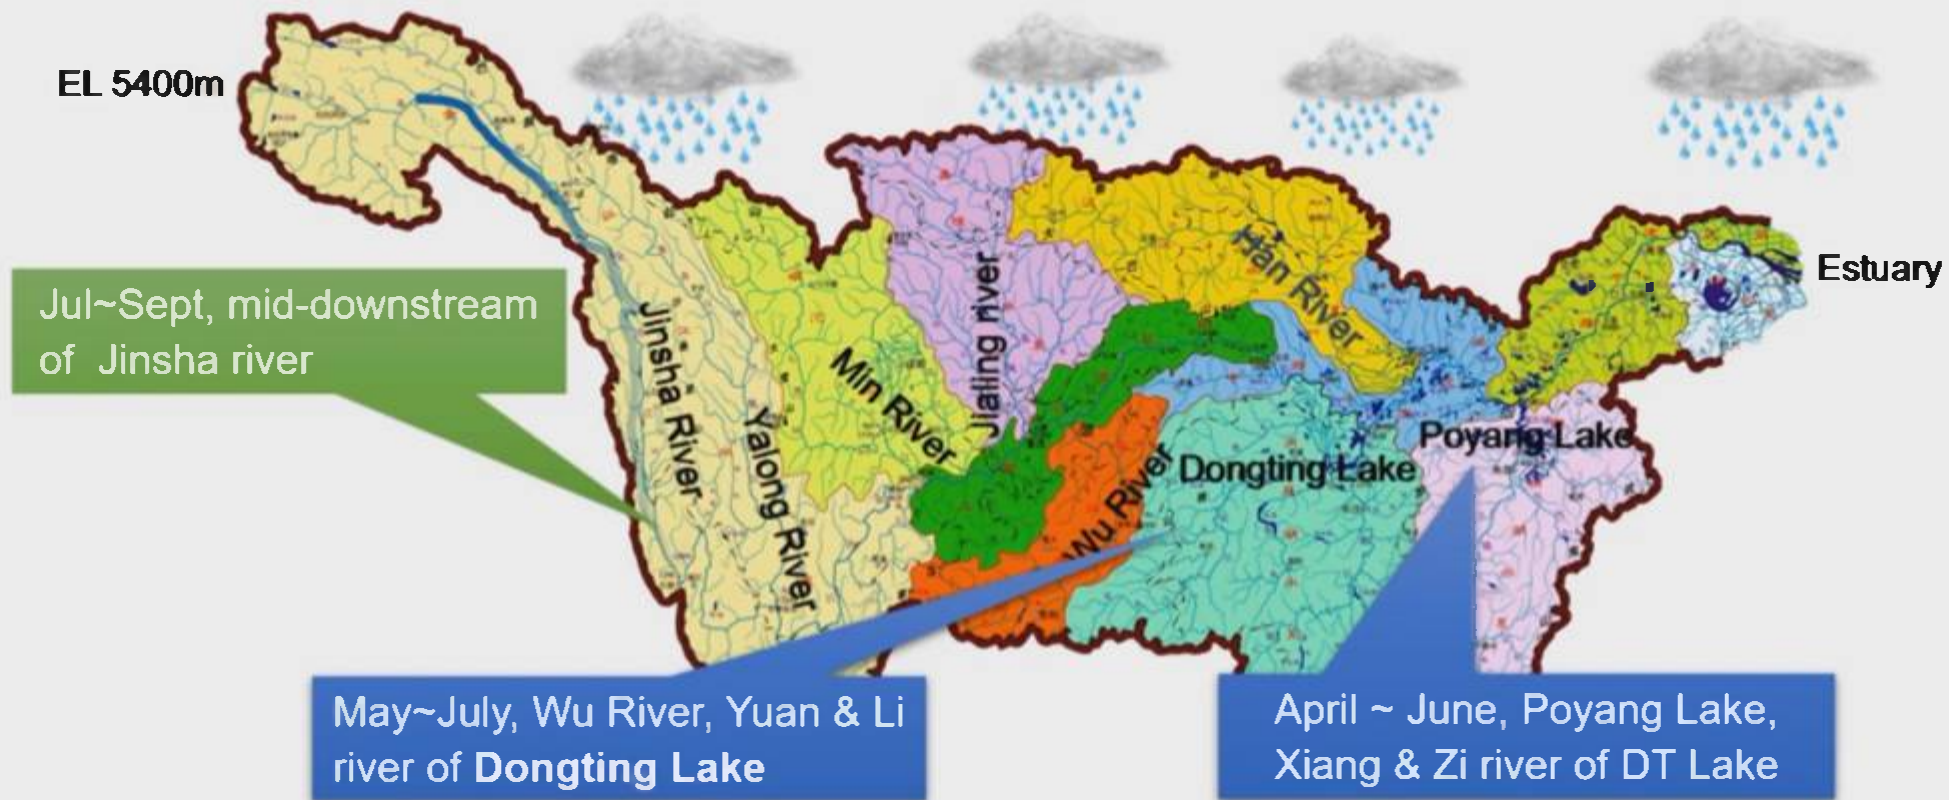 EL 5400m
Estuary
Jul~Sept, mid-downstream
of Jinsha river
Jinsha River
Yalong River
Min River
Jialing river
Han River
Wu River
Dongting Lake
Poyang Lake
May~July, Wu River, Yuan & Li
river of Dongting Lake
April ~ June, Poyang Lake,
Xiang & Zi river of DT Lake